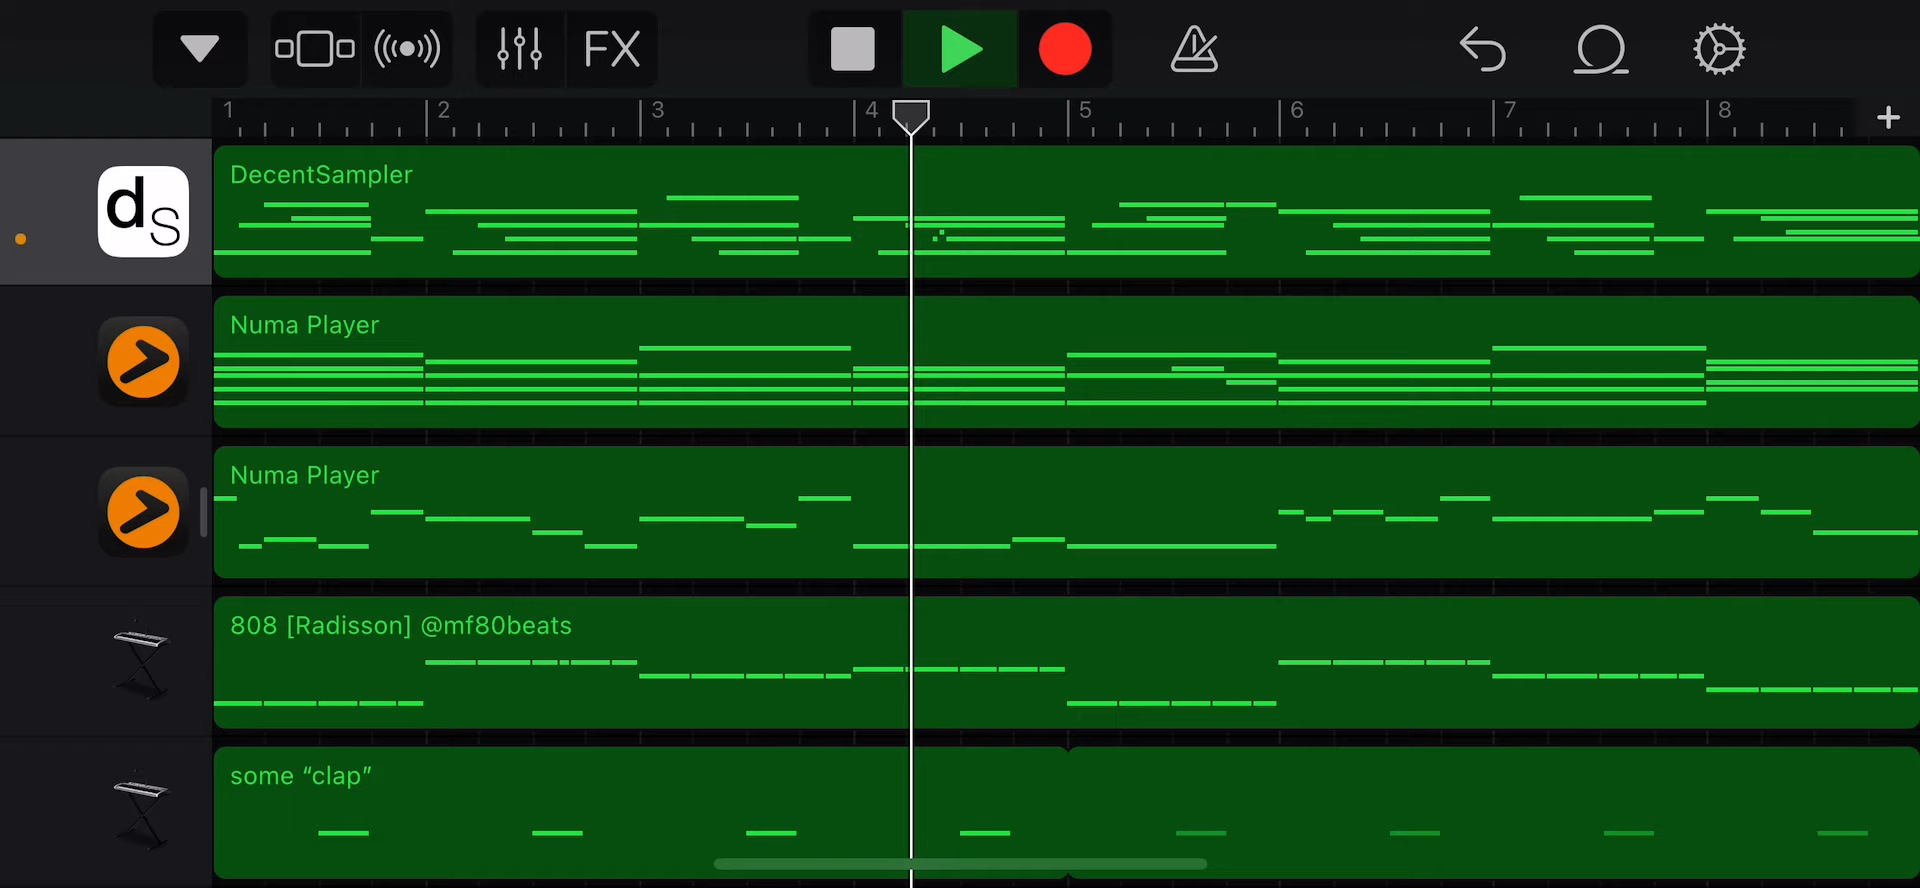 FX
1 2 3 4 5 6 7 8 +
DecentSampler
dS
Numa Player
Numa Player
808 [Radisson] @mf80beats
some “clap”